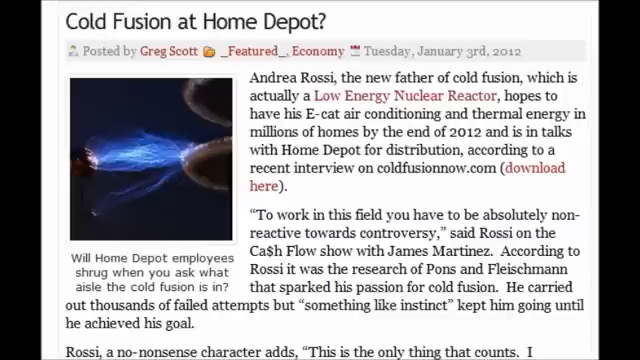 Cold Fusion at Home Depot?
Posted by Greg Scott _Featured_, Economy Tuesday, January 3rd, 2012
Andrea Rossi, the new father of cold fusion, which is
actually a Low Energy Nuclear Reactor, hopes to
have his E-cat air conditioning and thermal energy in
millions of homes by the end of 2012 and is in talks
with Home Depot for distribution, according to a
recent interview on coldfusionnow.com (download
here).
“To work in this field you have to be absolutely non-
reactive towards controversy,” said Rossi on the
Ca$h Flow show with James Martinez. According to
Rossi it was the research of Pons and Fleischmann
that sparked his passion for cold fusion. He carried
out thousands of failed attempts but “something like instinct” kept him going until
he achieved his goal.
Will Home Depot employees
shrug when you ask what
aisle the cold fusion is in?
Rossi, a no-nonsense character adds, “This is the only thing that counts. I